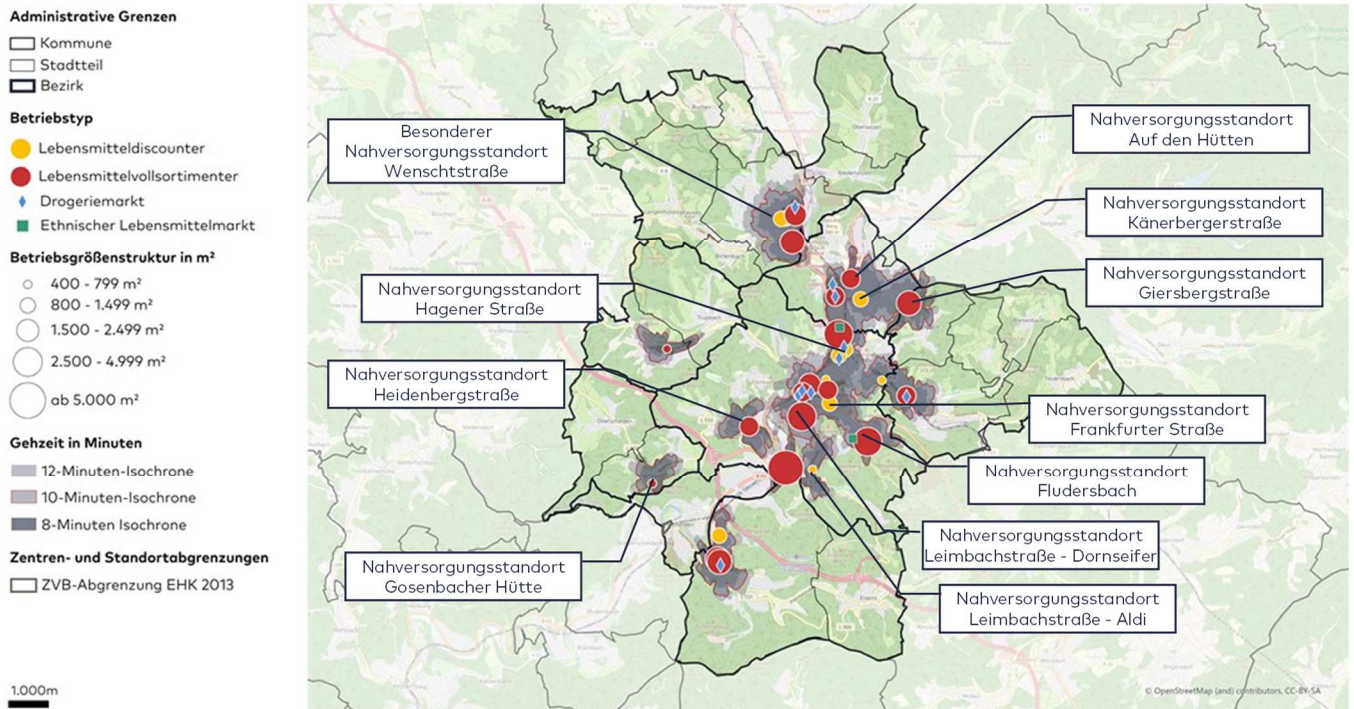 Administrative Grenzen
Kommune
Stadtteil
Bezirk
Betriebstyp
Lebensmitteldiscounter
Lebensmittelvollsortimenter
Drogeriemarkt
Ethnischer Lebensmittelmarkt
Betriebsgrößenstruktur in m²
400 - 799 m²
800 - 1.499 m²
1.500 - 2.499 m²
2.500 - 4.999 m²
ab 5.000 m²
Gehzeit in Minuten
12-Minuten-Isochrone
10-Minuten-Isochrone
8-Minuten Isochrone
Zentren- und Standortabgrenzungen
ZVB-Abgrenzung EHK 2013
1.000m
Besonderer
Nahversorgungsstandort
Wenschtstraße
Nahversorgungsstandort
Hagener Straße
Nahversorgungsstandort
Heidenbergstraße
Nahversorgungsstandort
Gosenbacher Hütte
Nahversorgungsstandort
Auf den Hütten
Nahversorgungsstandort
Känerbergerstraße
Nahversorgungsstandort
Giersbergstraße
Nahversorgungsstandort
Frankfurter Straße
Nahversorgungsstandort
Fludersbach
Nahversorgungsstandort
Leimbachstraße - Dornseifer
Nahversorgungsstandort
Leimbachstraße - Aldi
© OpenStreetMap (and) contributors, CC-BY-SA